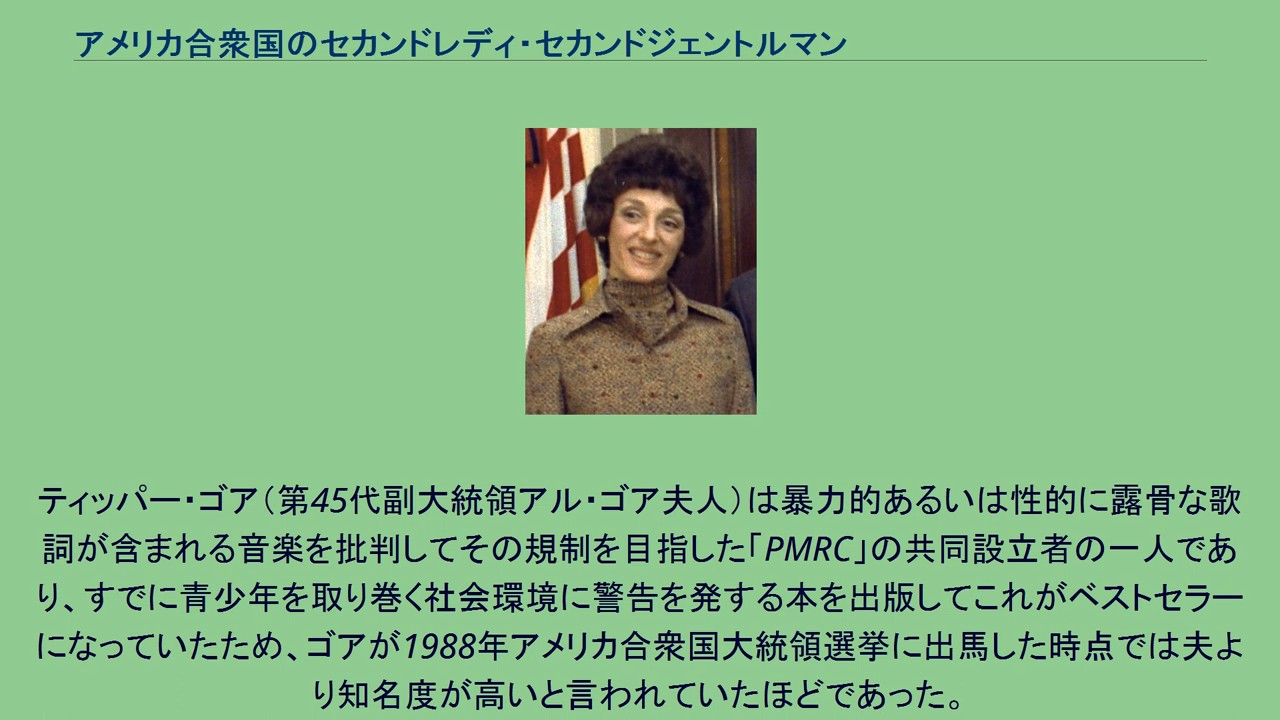 アメリカ合衆国のセカンドレディ・セカンドジェントルマン
ティッパー・ゴア（第45代副大統領アル・ゴア夫人）は暴力的あるいは性的に露骨な歌
詞が含まれる音楽を批判してその規制を目指した「PMRC」の共同設立者の一人であ
り、すでに青少年を取り巻く社会環境に警告を発する本を出版してこれがベストセラー
になっていたため、ゴアが1988年アメリカ合衆国大統領選挙に出馬した時点では夫よ
り知名度が高いと言われていたほどであった。